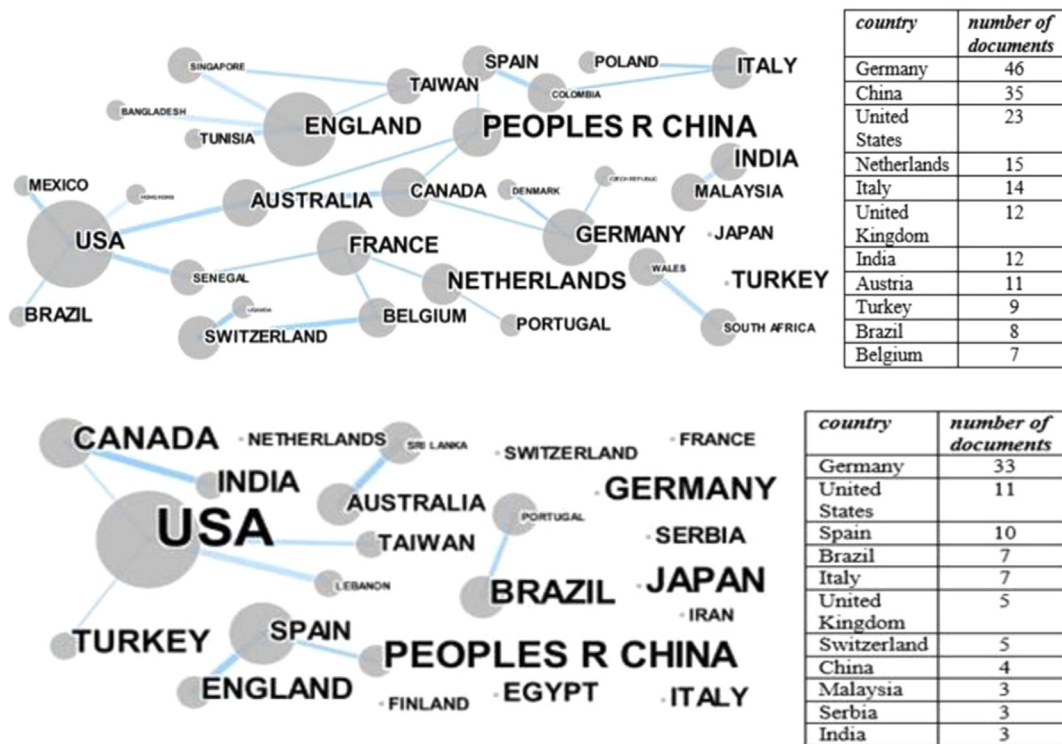 SINGAPORE
TAIWAN
SPAIN
COLOMBIA
POLAND
ITALY
BANGLADESH
TUNISIA
ENGLAND
PEOPLES R CHINA
INDIA
MALAYSIA
MEXICO
HONG KONG
AUSTRALIA
CANADA
DENMARK
CZECH REPUBLIC
USA
FRANCE
GERMANY
JAPAN
SENEGAL
NETHERLANDS
WALES
TURKEY
BRAZIL
UGANDA
SWITZERLAND
BELGIUM
PORTUGAL
SOUTH AFRICA
country number of
documents
Germany 46
China 35
United 23
States
Netherlands 15
Italy 14
United 12
Kingdom
India 12
Austria 11
Turkey 9
Brazil 8
Belgium 7
CANADA
NETHERLANDS
SRI LANKA
SWITZERLAND
FRANCE
INDIA
AUSTRALIA
GERMANY
USA
TAIWAN
PORTUGAL
SERBIA
LEBANON
BRAZIL
JAPAN
IRAN
TURKEY
SPAIN
PEOPLES R CHINA
ENGLAND
FINLAND
EGYPT
ITALY
country number of
documents
Germany 33
United 11
States
Spain 10
Brazil 7
Italy 7
United 5
Kingdom
Switzerland 5
China 4
Malaysia 3
Serbia 3
India 3